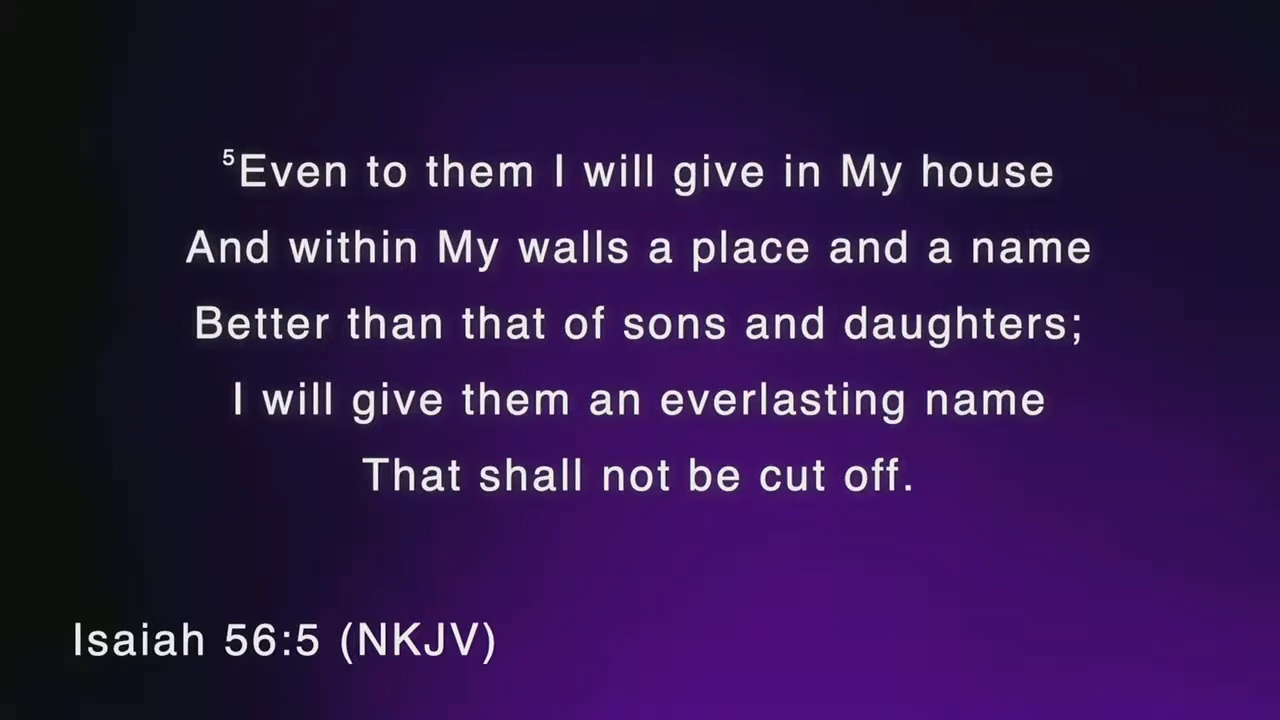 ⁵Even to them I will give in My house
And within My walls a place and a name
Better than that of sons and daughters;
I will give them an everlasting name
That shall not be cut off.
Isaiah 56:5 (NKJV)